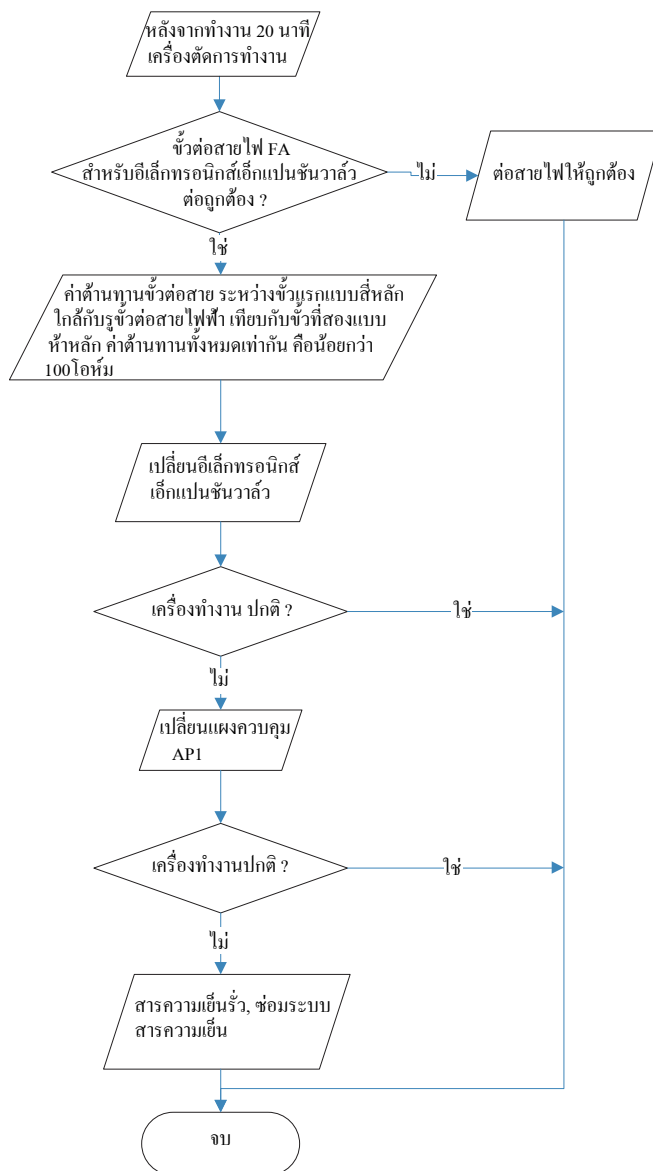 หลังจากทำงาน 20 นาที
เครื่องตัดการทำงาน
ขั้วต่อสายไฟ FA
สำหรับอีเล็กทรอนิกส์เอ็กแปนชันวาล์ว
ต่อถูกต้อง ?
ไม่
ต่อสายไฟให้ถูกต้อง
ใช่
ค่าต้านทานขั้วต่อสาย ระหว่างขั้วแรกแบบสี่หลัก
ใกล้กับรูขั้วต่อสายไฟฟ้า เทียบกับขั้วที่สองแบบ
ห้าหลัก ค่าต้านทานทั้งหมดเท่ากัน คือน้อยกว่า
100โอห์ม
เปลี่ยนอีเล็กทรอนิกส์
เอ็กแปนชันวาล์ว
เครื่องทำงาน ปกติ ?
ใช่
ไม่
เปลี่ยนแผงควบคุม
AP1
เครื่องทำงานปกติ ?
ใช่
ไม่
สารความเย็นรั่ว, ซ่อมระบบ
สารความเย็น
จบ